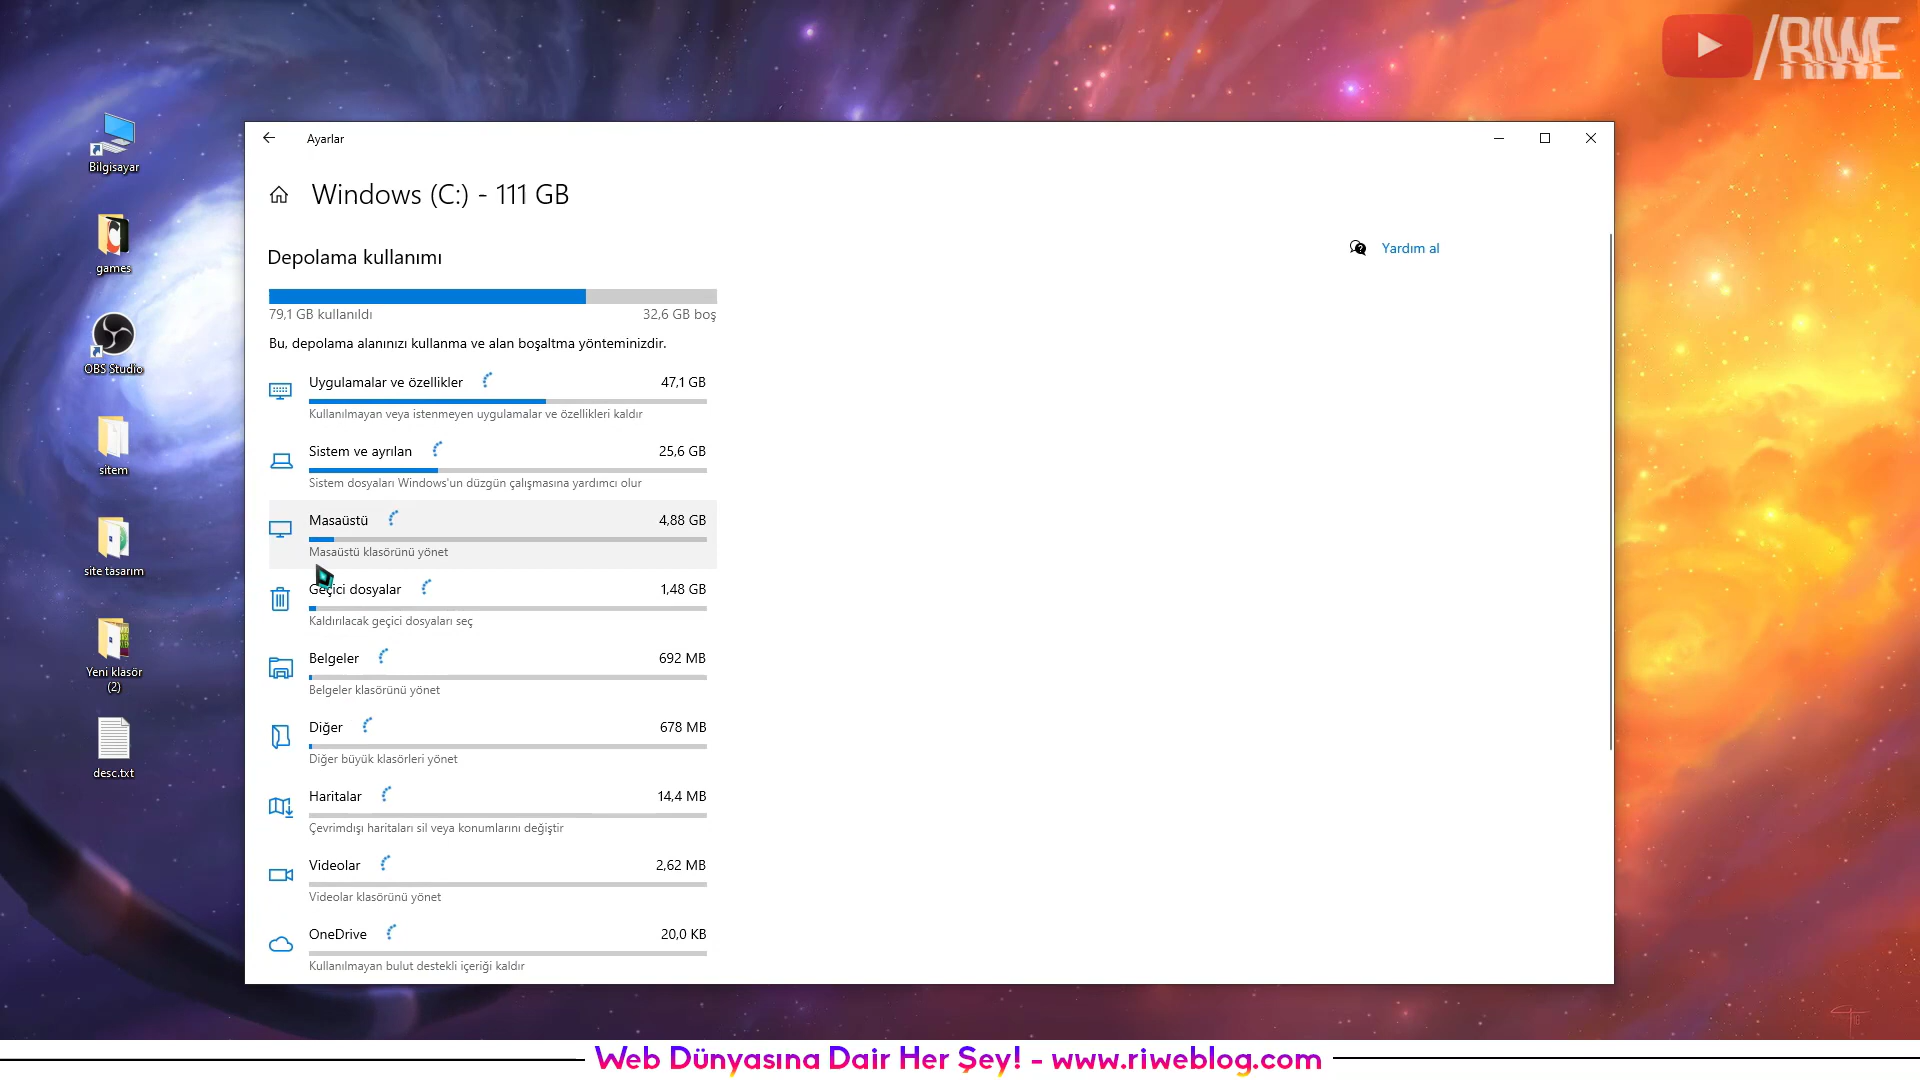 /RIWE
Bilgisayar
games
OBS Studio
sitem
site tasarım
Yeni klasör
(2)
desc.txt
Ayarlar
Windows (C:) - 111 GB
Depolama kullanımı
79,1 GB kullanıldı 32,6 GB boş
Bu, depolama alanınızı kullanma ve alan boşaltma yönteminizdir.
Uygulamalar ve özellikler 47,1 GB
Kullanılmayan veya istenmeyen uygulamalar ve özellikleri kaldır
Sistem ve ayrılan 25,6 GB
Sistem dosyaları Windows'un düzgün çalışmasına yardımcı olur
Masaüstü 4,88 GB
Masaüstü klasörünü yönet
Geçici dosyalar 1,48 GB
Kaldırılacak geçici dosyaları seç
Belgeler 692 MB
Belgeler klasörünü yönet
Diğer 678 MB
Diğer büyük klasörleri yönet
Haritalar 14,4 MB
Çevrimdışı haritaları sil veya konumlarını değiştir
Videolar 2,62 MB
Videolar klasörünü yönet
OneDrive 20,0 KB
Kullanılmayan bulut destekli içeriği kaldır
Yardım al
Web Dünyasına Dair Her Şey! - www.riweblog.com